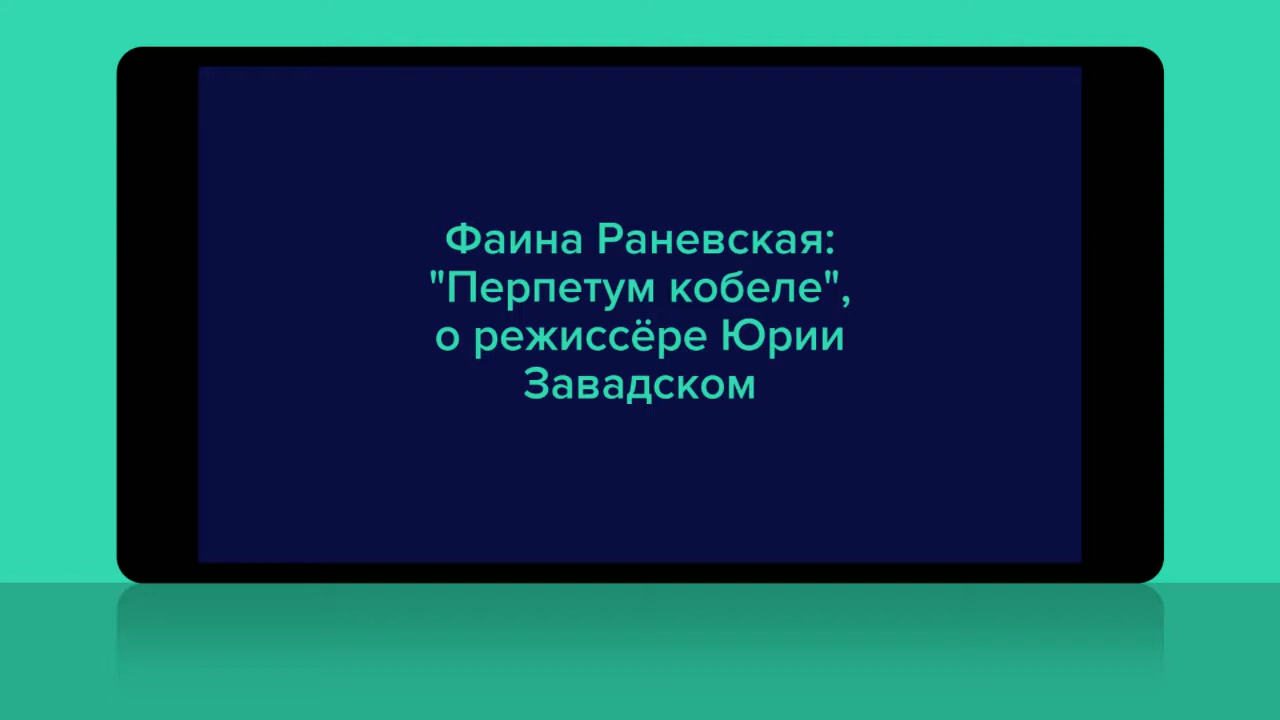 Фаина Раневская:
"Перпетум кобеле",
о режиссёре Юрии
Завадском